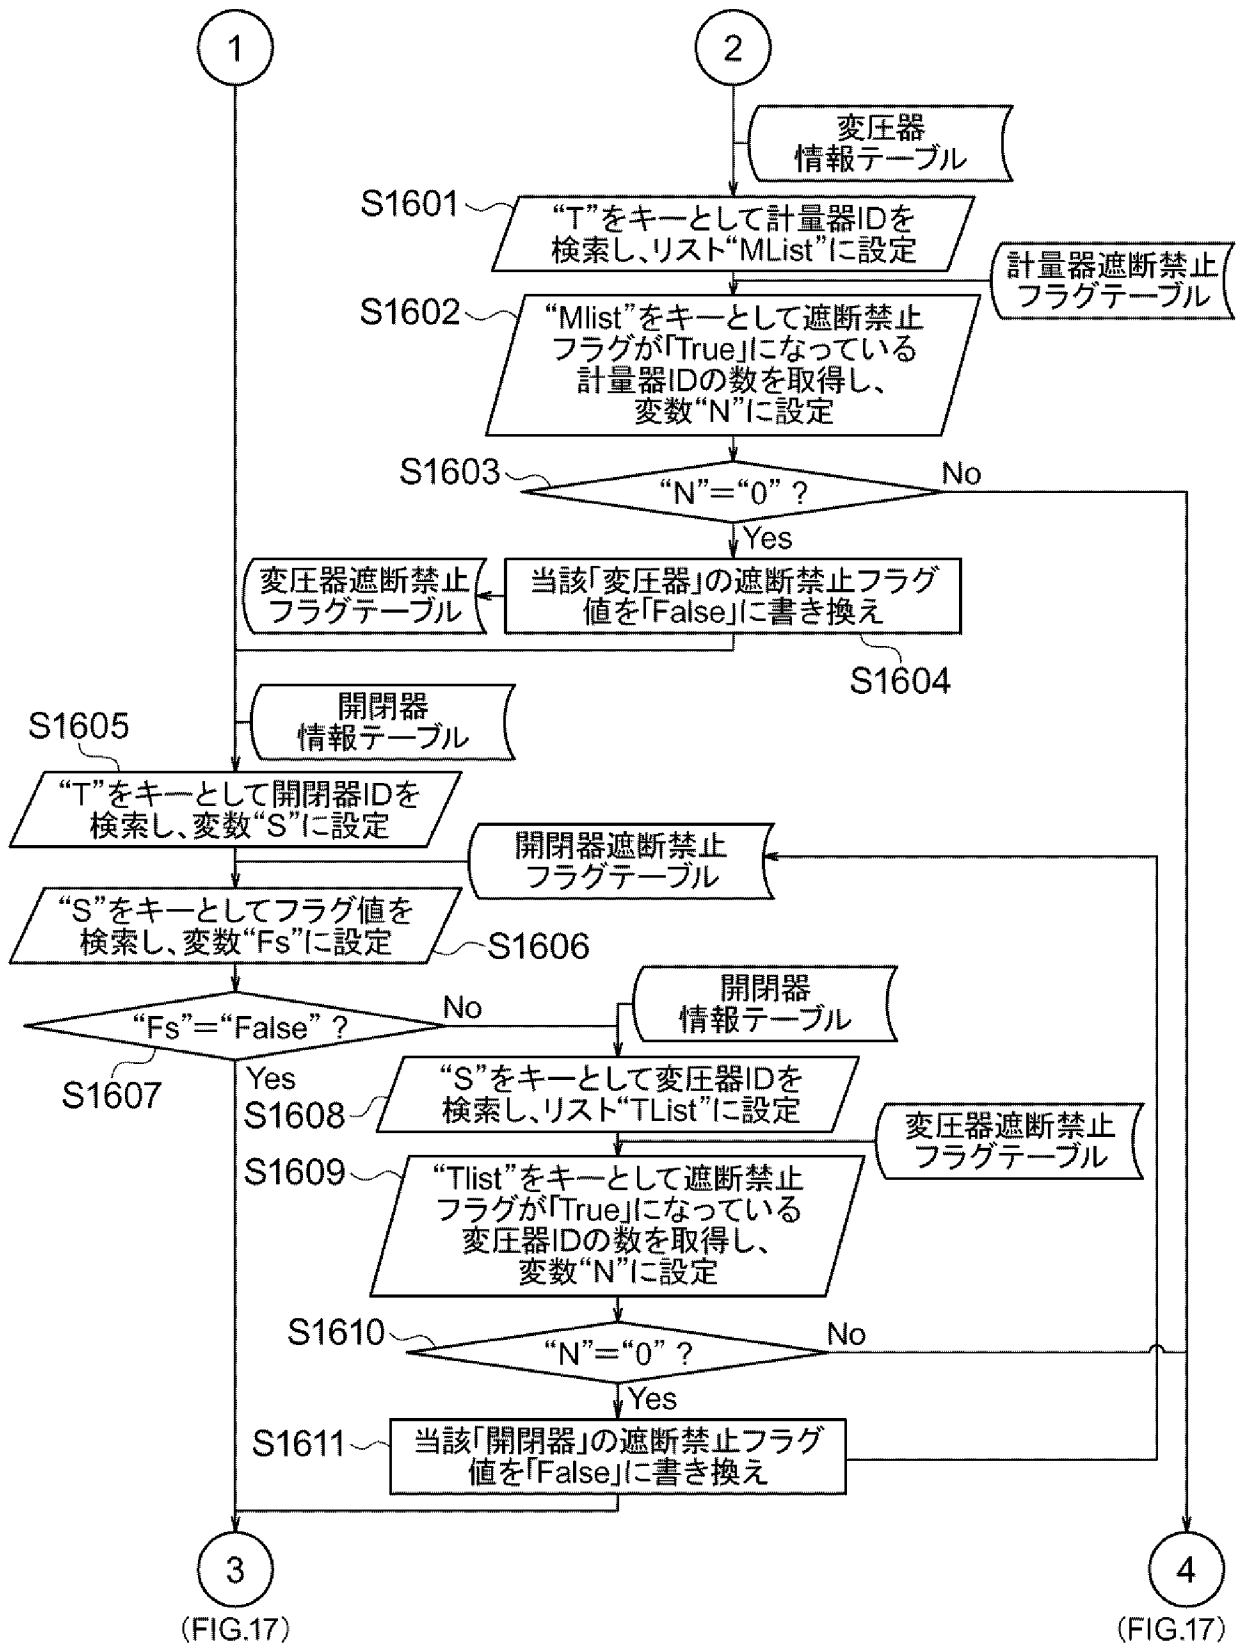 1
2
変圧器
情報テーブル
S1601
“T”をキーとして計量器IDを
検索し、リスト“MList”に設定
計量器遮断禁止
フラグテーブル
S1602
“Mlist”をキーとして遮断禁止
フラグが「True」になっている
計量器IDの数を取得し、
変数“N”に設定
S1603
“N”=“0” ?
No
Yes
変圧器遮断禁止
フラグテーブル
当該「変圧器」の遮断禁止フラグ
値を「False」に書き換え
S1604
開閉器
情報テーブル
S1605
“T”をキーとして開閉器IDを
検索し、変数“S”に設定
開閉器遮断禁止
フラグテーブル
“S”をキーとしてフラグ値を
検索し、変数“Fs”に設定
S1606
開閉器
情報テーブル
“Fs”=“False” ?
No
S1607
Yes
S1608
“S”をキーとして変圧器IDを
検索し、リスト“TList”に設定
変圧器遮断禁止
フラグテーブル
S1609
“Tlist”をキーとして遮断禁止
フラグが「True」になっている
変圧器IDの数を取得し、
変数“N”に設定
S1610
“N”=“0” ?
No
Yes
S1611
当該「開閉器」の遮断禁止フラグ
値を「False」に書き換え
3
(FIG.17)
4
(FIG.17)